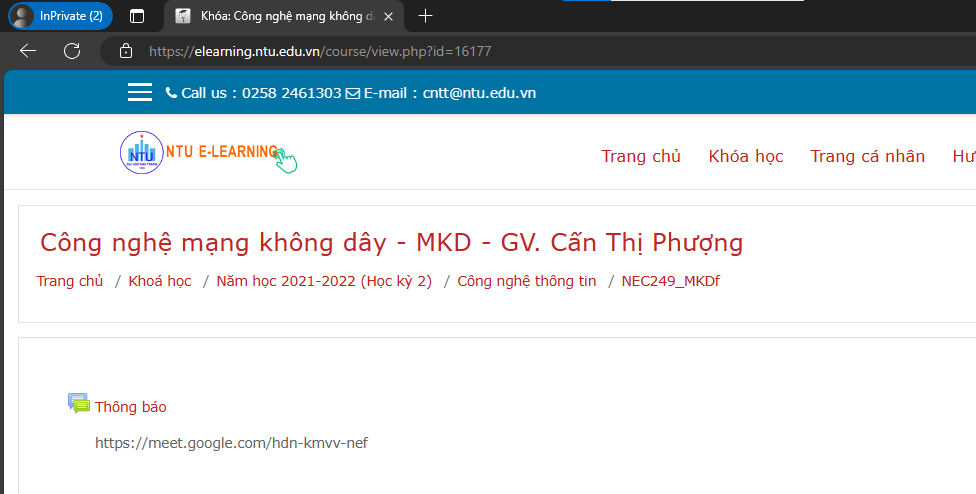 InPrivate (2)
Khóa: Công nghệ mạng không d
https://elearning.ntu.edu.vn/course/view.php?id=16177
Call us : 0258 2461303 E-mail : cntt@ntu.edu.vn
NTU
NTU E-LEARNING
Trang chủ Khóa học Trang cá nhân Hư
Công nghệ mạng không dây - MKD - GV. Cấn Thị Phượng
Trang chủ / Khoá học / Năm học 2021-2022 (Học kỳ 2) / Công nghệ thông tin / NEC249_MKDf
Thông báo
https://meet.google.com/hdn-kmvv-nef